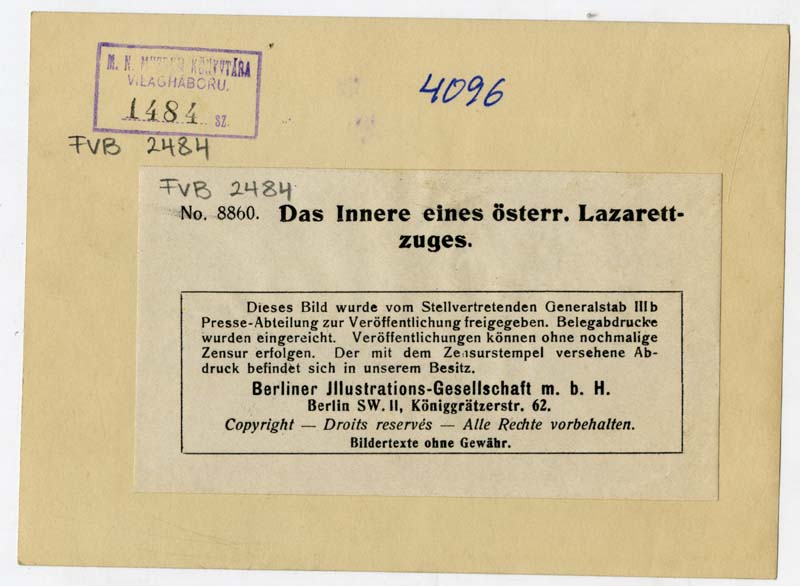 M. N. MUZEUM KÖNYVTÁRA
VILÁGHÁBORU.
1484 SZ.
4096
FVB 2484
FVB 2484
No. 8860. Das Innere eines österr. Lazarett-
zuges.
Dieses Bild wurde vom Stellvertretenden Generalstab IIIb
Presse-Abteilung zur Veröffentlichung freigegeben. Belegabdrucke
wurden eingereicht. Veröffentlichungen können ohne nochmalige
Zensur erfolgen. Der mit dem Zensurstempel versehene Ab-
druck befindet sich in unserem Besitz.
Berliner Jllustrations-Gesellschaft m. b. H.
Berlin SW. 11, Königgrätzerstr. 62.
Copyright — Droits reservés — Alle Rechte vorbehalten.
Bildertexte ohne Gewähr.